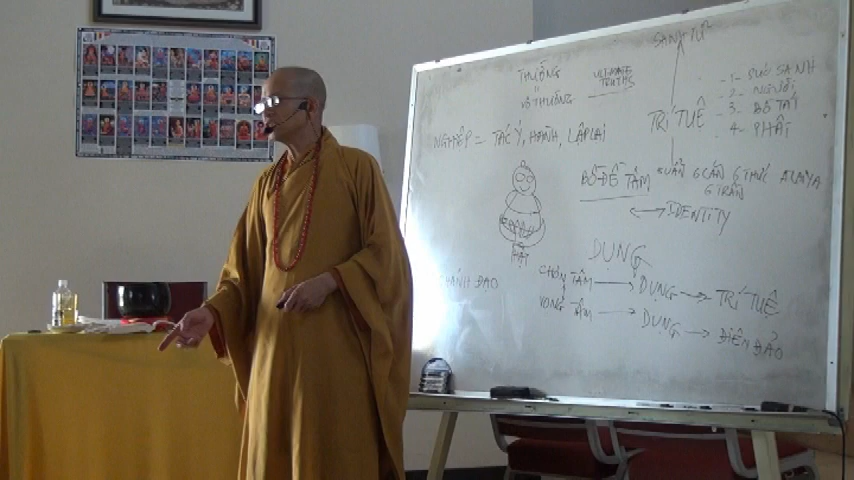 SANH TỬ
THƯỜNG
"
VÔ THƯỜNG
ULTIMATE
TRUTHS
TRÍ TUỆ
-1- SÚC SANH
-2- NGƯỜI
-3- BỒ TÁT
4- PHẬT
NGHIỆP = TÁC Ý, HÀNH, LẬP LẠI
BỒ ĐỀ TÂM
UẨN 6 CĂN 6 THỨC ALAYA
6 TRẦN
IDENTITY
PHẬT
DỤNG
CHÁNH ĐẠO
CHƠN TÂM → DỤNG → TRÍ TUỆ
VỌNG TÂM → DỤNG → ĐIÊN ĐẢO